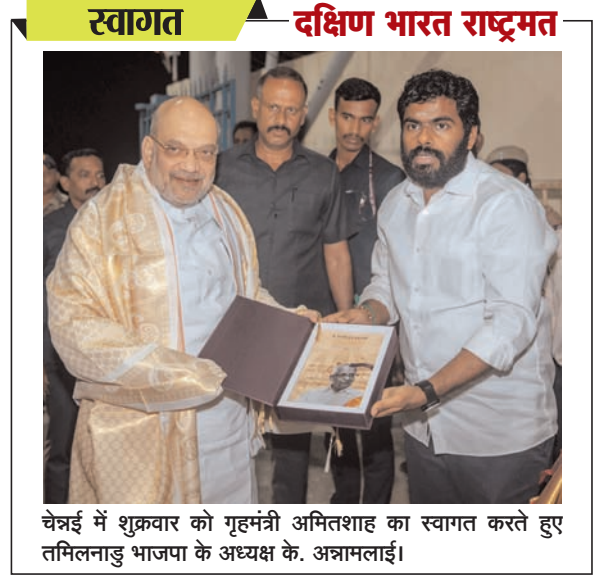 स्वागत
दक्षिण भारत राष्ट्रमत
चेन्नई में शुक्रवार को गृहमंत्री अमितशाह का स्वागत करते हुए
तमिलनाडु भाजपा के अध्यक्ष के. अन्नामलाई।